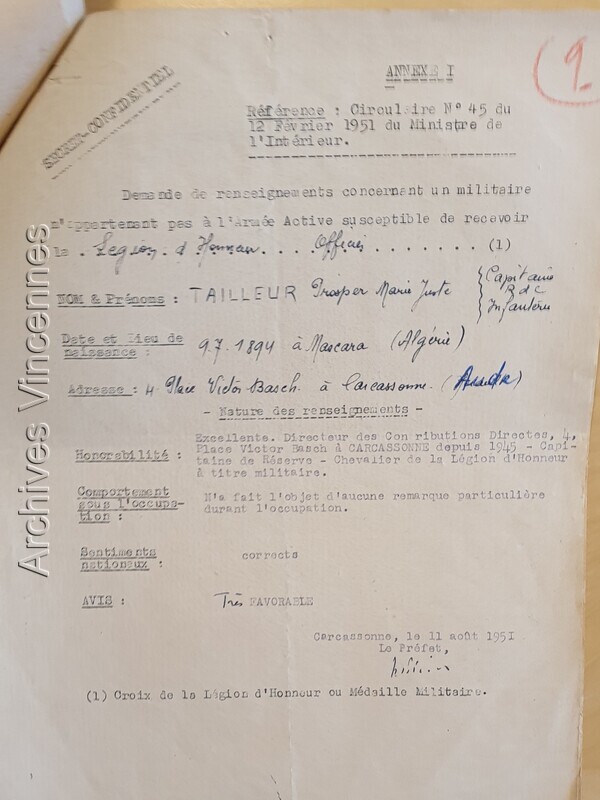 SECRET-CONFIDENTIEL
ANNEXE I
9.
Référence : Circulaire N° 45 du
12 Février 1951 du Ministre de
l'Intérieur.
Demande de renseignements concernant un militaire
n'appartenant pas à l'Armée Active susceptible de recevoir
la . Légion . d'Honneur . . . . Officier . . . . . . . (1)
NOM & Prénoms : TAILLEUR Prosper Marie Juste
Capitaine
RdC
Infanterie
Date et Lieu de
naissance : 9.7.1894 à Mascara (Algérie)
Adresse : 4 Place Victor Basch à Carcassonne (Aude)
- Nature des renseignements -
Honorabilité : Excellente. Directeur des Contributions Directes, 4,
Place Victor Basch à CARCASSONNE depuis 1945 - Capi-
taine de Réserve - Chevalier de la Légion d'Honneur
à titre militaire.
Comportement
sous l'occupa-
tion : N'a fait l'objet d'aucune remarque particulière
durant l'occupation.
Sentiments
nationaux : corrects
AVIS : Très FAVORABLE
Carcassonne, le 11 août 1951
Le Préfet,
(1) Croix de la Légion d'Honneur ou Médaille Militaire.
Archives Vincennes